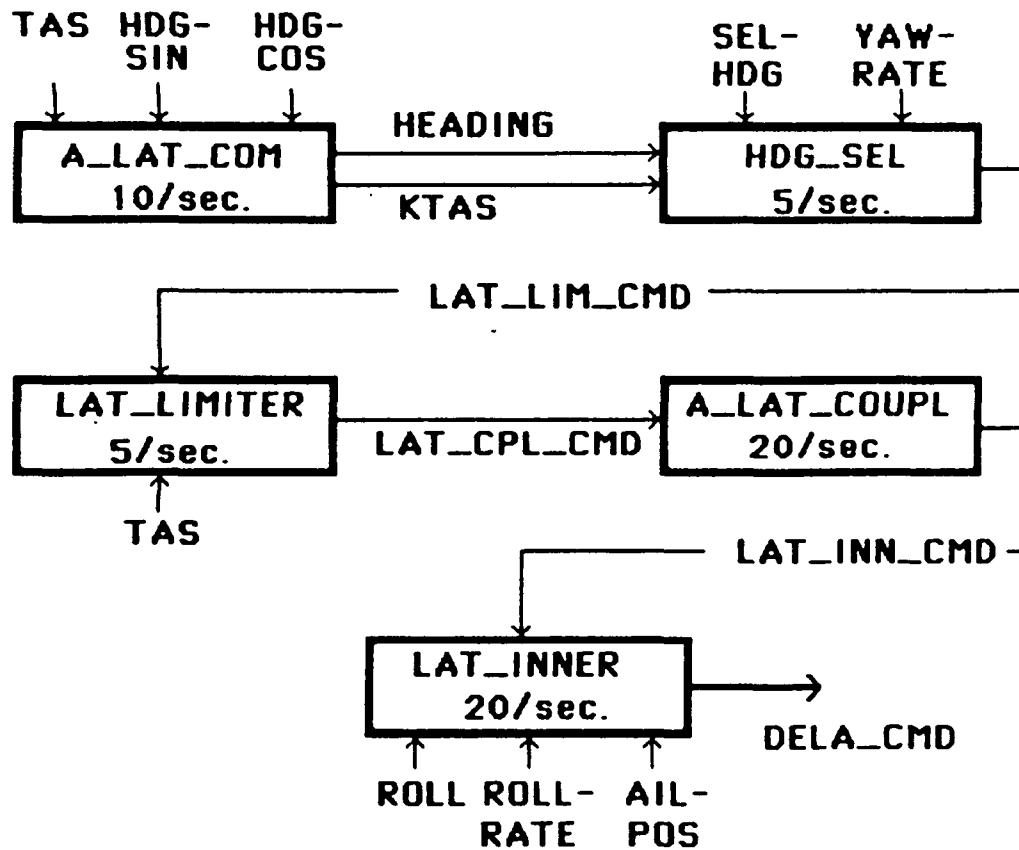 TAS HDG- HDG-
SIN COS
SEL- YAW-
HDG RATE
A_LAT_COM
10/sec.
HEADING
KTAS
HDG_SEL
5/sec.
LAT_LIM_CMD
LAT_LIMITER
5/sec.
LAT_CPL_CMD
A_LAT_COUPL
20/sec.
TAS
LAT_INN_CMD
LAT_INNER
20/sec.
DELA_CMD
ROLL ROLL- AIL-
RATE POS